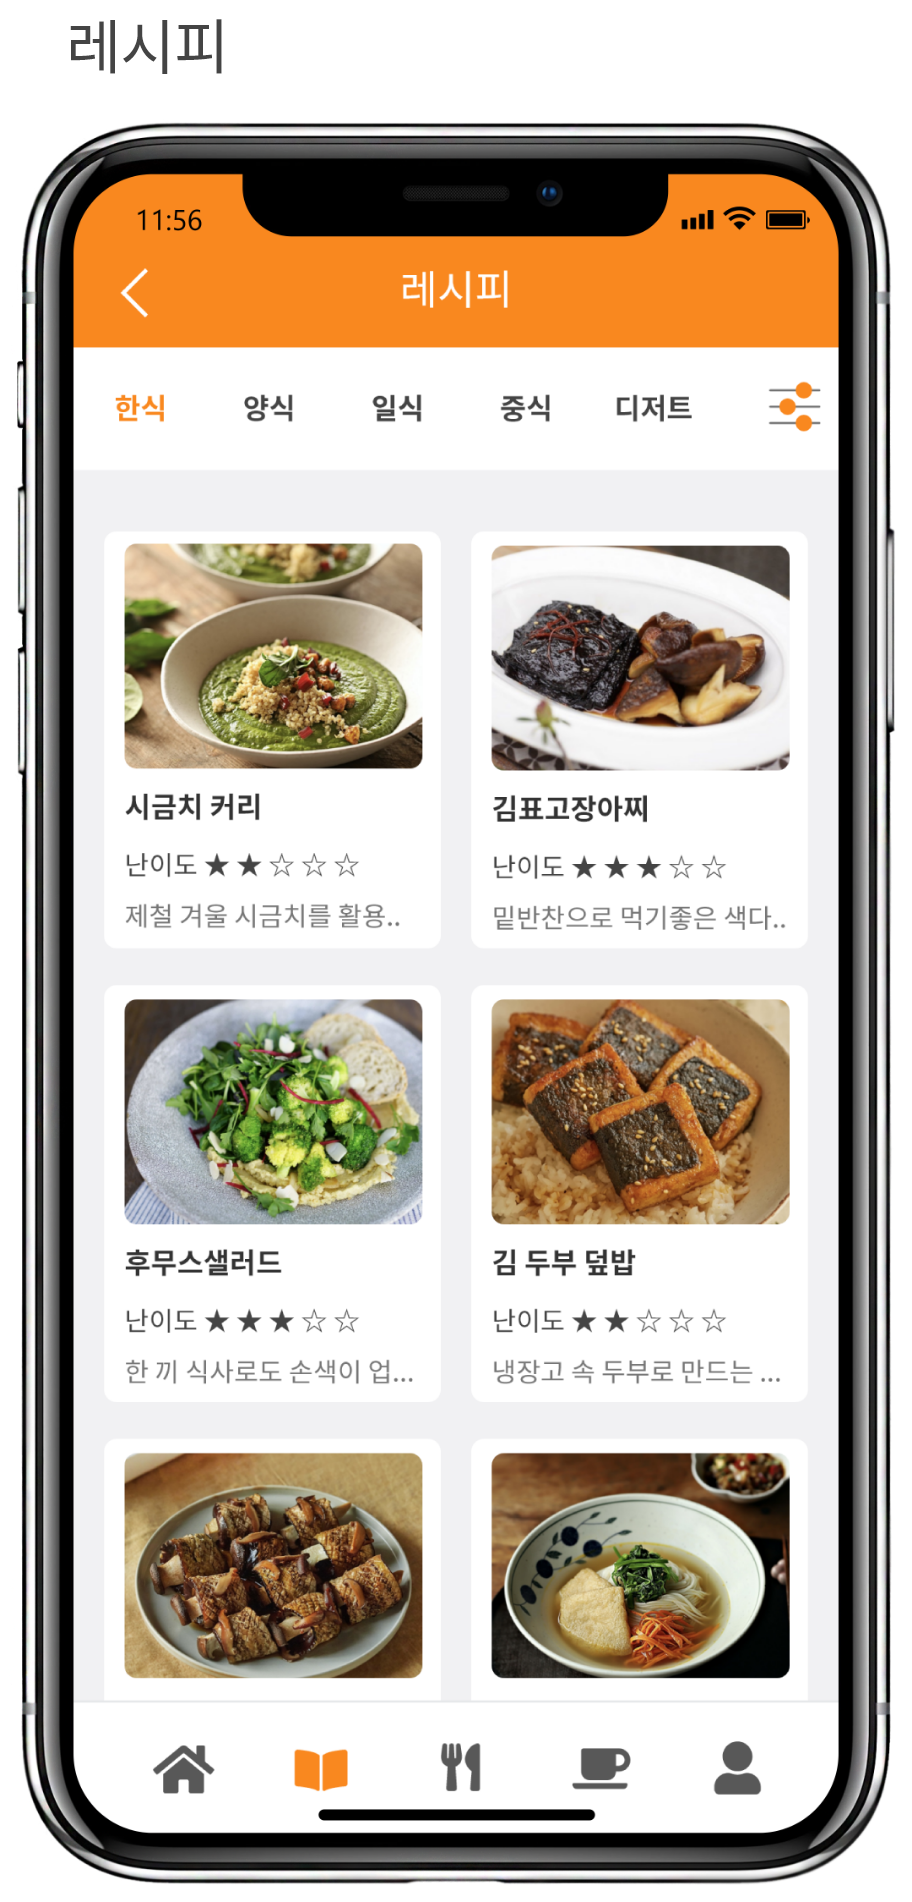 레시피
11:56
레시피
한식 양식 일식 중식 디저트
시금치 커리
난이도 ★ ★ ☆ ☆ ☆
제철 겨울 시금치를 활용..
김표고장아찌
난이도 ★ ★ ★ ☆ ☆
밑반찬으로 먹기좋은 색다..
후무스샐러드
난이도 ★ ★ ★ ☆ ☆
한 끼 식사로도 손색이 업...
김 두부 덮밥
난이도 ★ ★ ☆ ☆ ☆
냉장고 속 두부로 만드는 ...